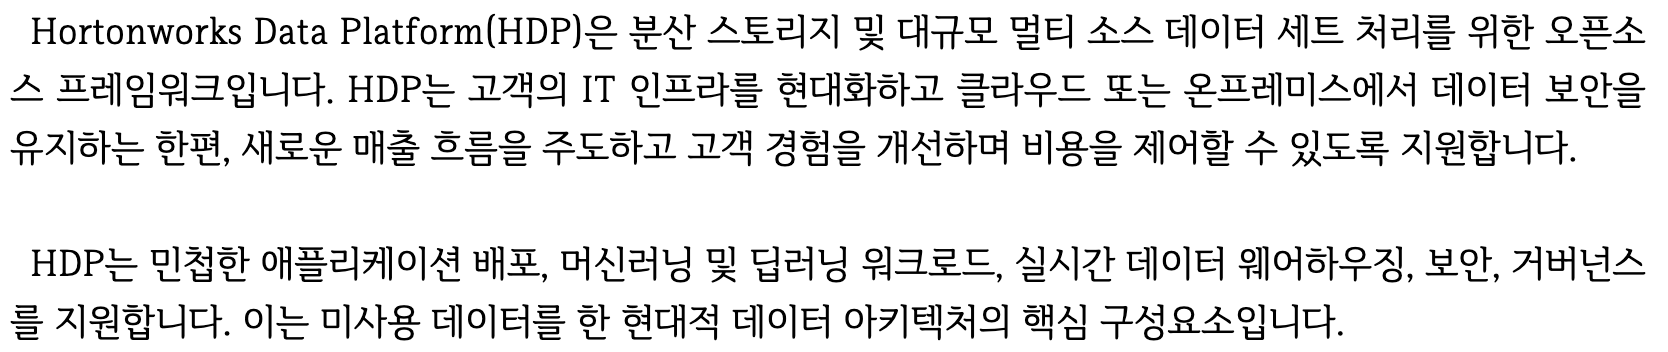 Hortonworks Data Platform(HDP)은 분산 스토리지 및 대규모 멀티 소스 데이터 세트 처리를 위한 오픈소
스 프레임워크입니다. HDP는 고객의 IT 인프라를 현대화하고 클라우드 또는 온프레미스에서 데이터 보안을
유지하는 한편, 새로운 매출 흐름을 주도하고 고객 경험을 개선하며 비용을 제어할 수 있도록 지원합니다.
HDP는 민첩한 애플리케이션 배포, 머신러닝 및 딥러닝 워크로드, 실시간 데이터 웨어하우징, 보안, 거버넌스
를 지원합니다. 이는 미사용 데이터를 한 현대적 데이터 아키텍처의 핵심 구성요소입니다.